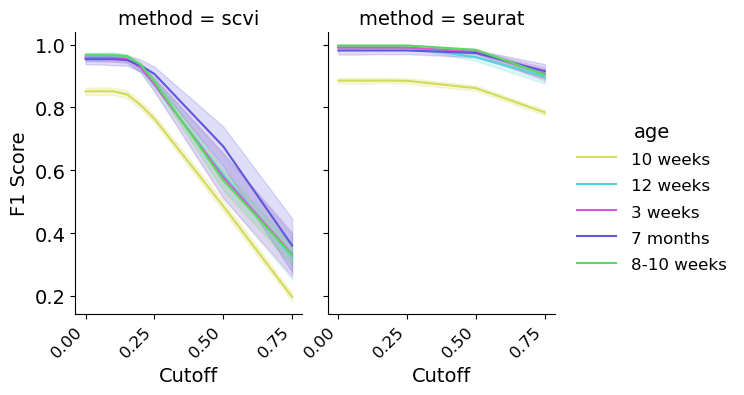 method = scvi
method = seurat
F1 Score
1.0
0.8
0.6
0.4
0.2
0.00
0.25
0.50
0.75
0.00
0.25
0.50
0.75
Cutoff
Cutoff
age
10 weeks
12 weeks
3 weeks
7 months
8-10 weeks